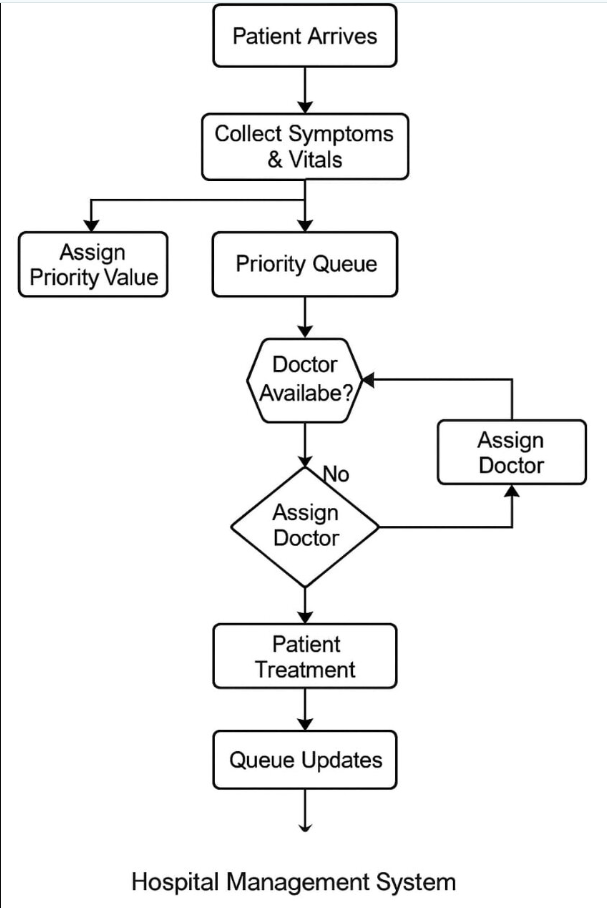 Patient Arrives
Collect Symptoms
& Vitals
Assign
Priority Value
Priority Queue
Doctor
Availabe?
Assign
Doctor
No
Assign
Doctor
Patient
Treatment
Queue Updates
Hospital Management System